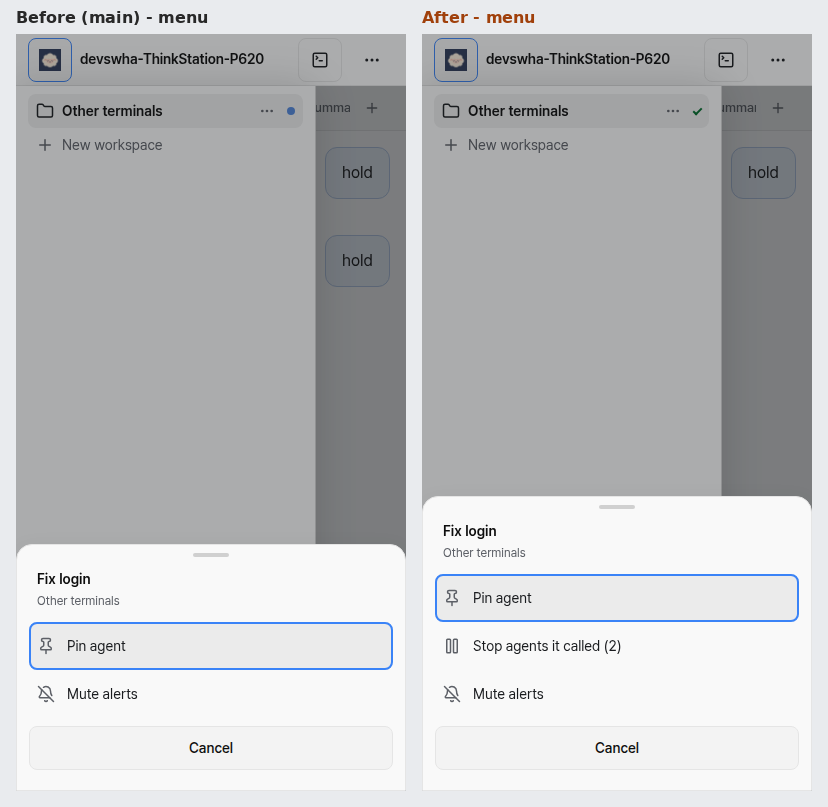 Before (main) - menu
devswha-ThinkStation-P620
Other terminals
New workspace
hold
hold
Fix login
Other terminals
Pin agent
Mute alerts
Cancel
After - menu
devswha-ThinkStation-P620
Other terminals
New workspace
hold
Fix login
Other terminals
Pin agent
Stop agents it called (2)
Mute alerts
Cancel